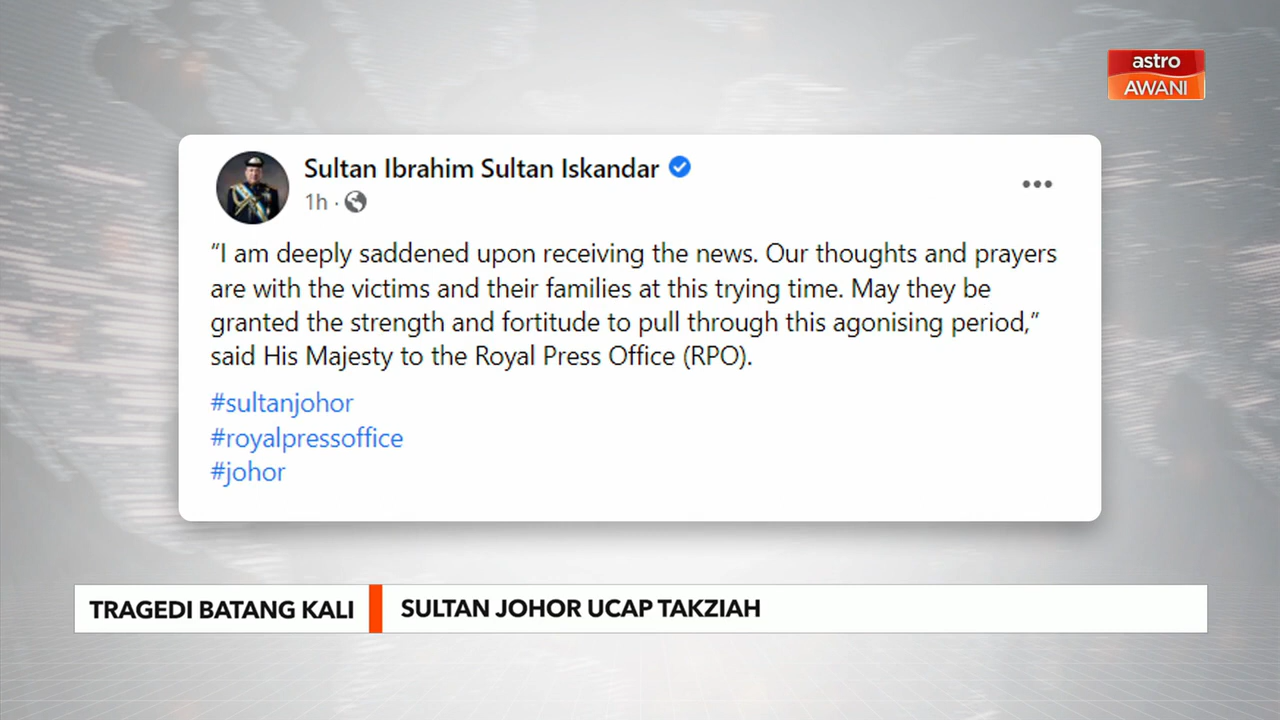 astro
AWANI
Sultan Ibrahim Sultan Iskandar
1h ·
“I am deeply saddened upon receiving the news. Our thoughts and prayers
are with the victims and their families at this trying time. May they be
granted the strength and fortitude to pull through this agonising period,”
said His Majesty to the Royal Press Office (RPO).
#sultanjohor
#royalpressoffice
#johor
TRAGEDI BATANG KALI
SULTAN JOHOR UCAP TAKZIAH